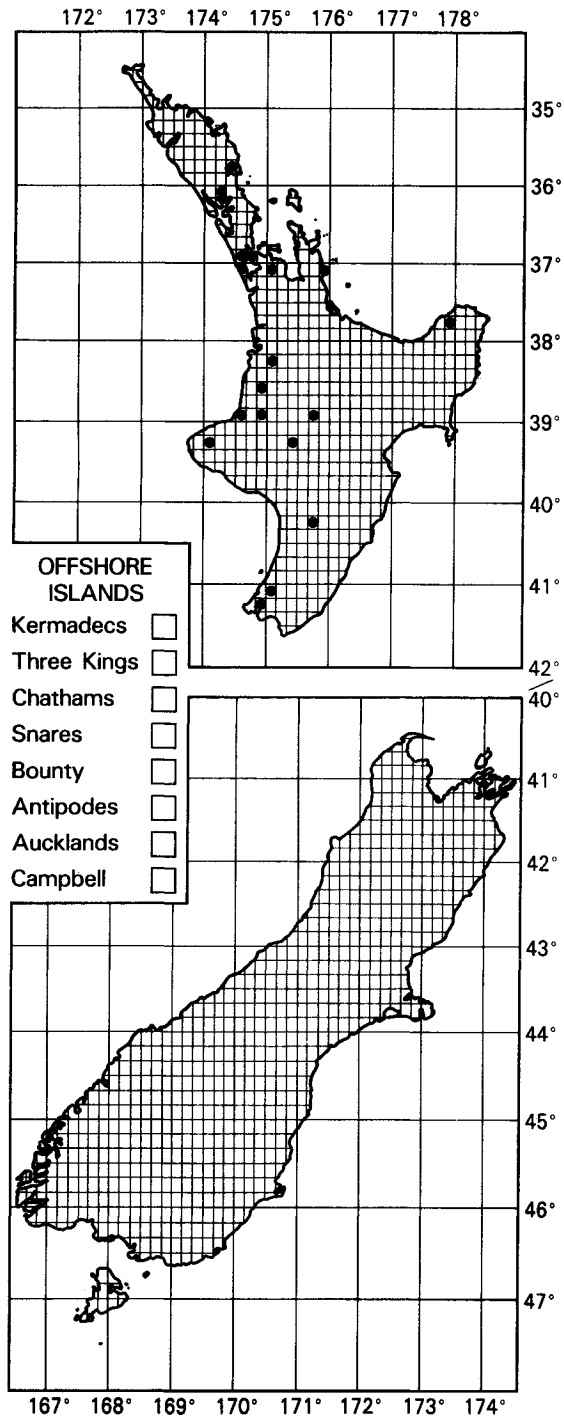 172° 173° 174° 175° 176° 177° 178°
35°
36°
37°
38°
39°
40°
41°
42°
OFFSHORE
ISLANDS
Kermadecs
Three Kings
Chathams
Snares
Bounty
Antipodes
Aucklands
Campbell
40°
41°
42°
43°
44°
45°
46°
47°
167° 168° 169° 170° 171° 172° 173° 174°